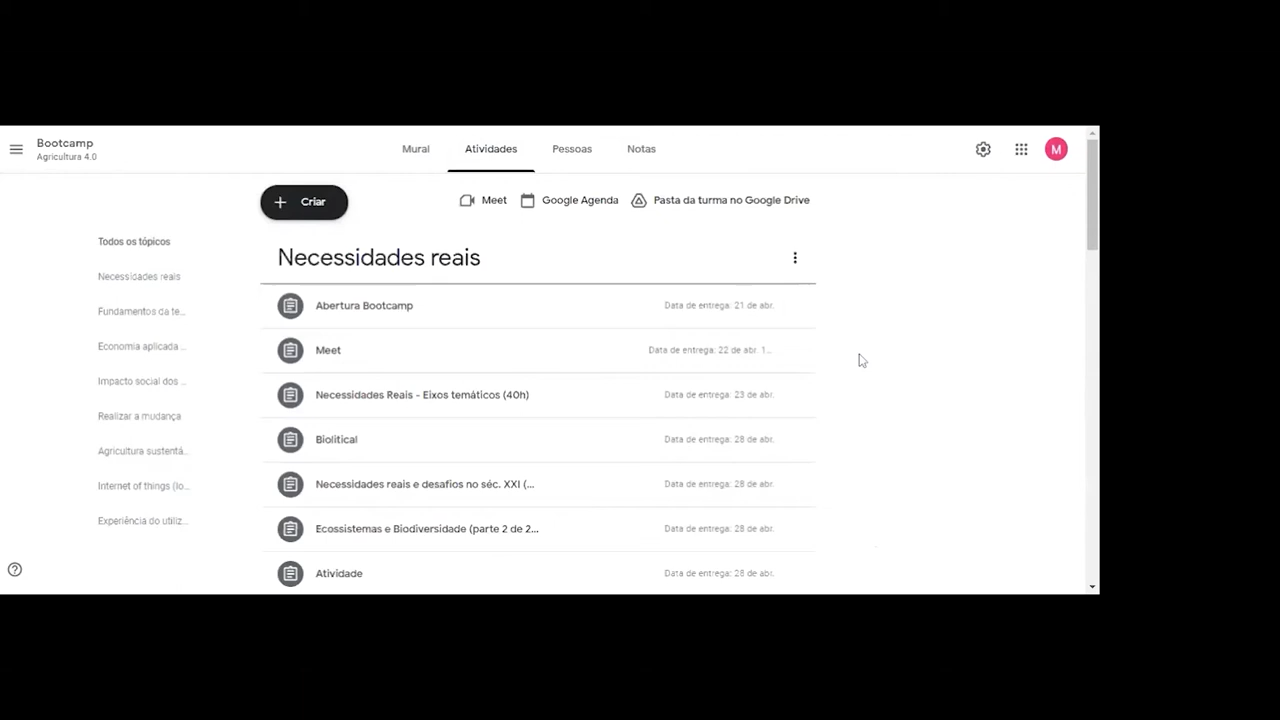 Bootcamp
Agricultura 4.0
Mural
Atividades
Pessoas
Notas
M
Criar
Meet
Google Agenda
Pasta da turma no Google Drive
Todos os tópicos
Necessidades reais
Fundamentos da te...
Economia aplicada ...
Impacto social dos ...
Realizar a mudança
Agricultura sustentá...
Internet of things (Io...
Experiência do utiliz...
Necessidades reais
Abertura Bootcamp
Data de entrega: 21 de abr.
Meet
Data de entrega: 22 de abr. 1...
Necessidades Reais - Eixos temáticos (40h)
Data de entrega: 23 de abr.
Biolitical
Data de entrega: 28 de abr.
Necessidades reais e desafios no séc. XXI (...
Data de entrega: 28 de abr.
Ecossistemas e Biodiversidade (parte 2 de 2...
Data de entrega: 28 de abr.
Atividade
Data de entrega: 28 de abr.